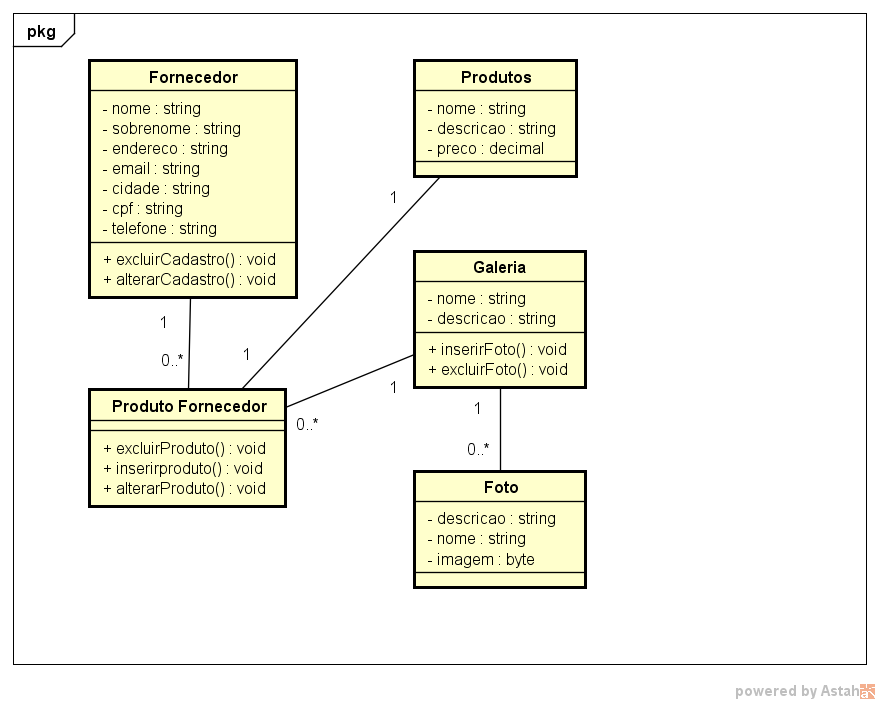 pkg
Fornecedor
- nome : string
- sobrenome : string
- endereco : string
- email : string
- cidade : string
- cpf : string
- telefone : string
+ excluirCadastro() : void
+ alterarCadastro() : void
Produtos
- nome : string
- descricao : string
- preco : decimal
1
1
0..*
1
Galeria
- nome : string
- descricao : string
+ inserirFoto() : void
+ excluirFoto() : void
1
0..*
Produto Fornecedor
+ excluirProduto() : void
+ inserirproduto() : void
+ alterarProduto() : void
1
0..*
Foto
- descricao : string
- nome : string
- imagem : byte
powered by Astah